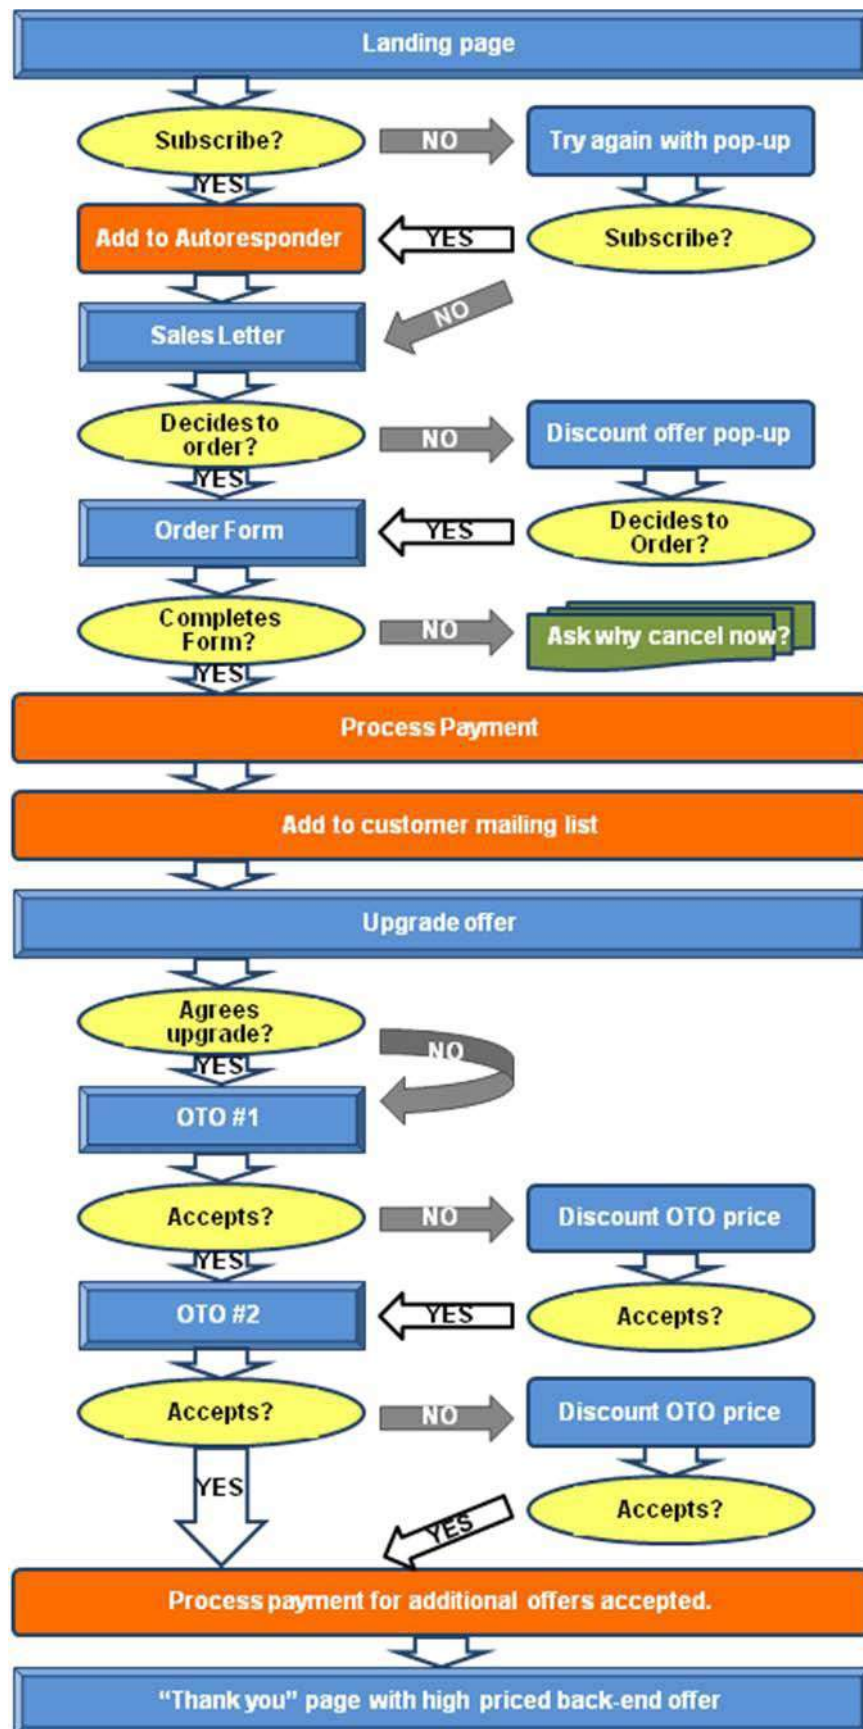 Landing page
Subscribe?
NO
Try again with pop-up
YES
Add to Autoresponder
YES
Subscribe?
NO
Sales Letter
Decides to
order?
NO
Discount offer pop-up
YES
Order Form
YES
Decides to
Order?
Completes
Form?
NO
Ask why cancel now?
YES
Process Payment
Add to customer mailing list
Upgrade offer
Agrees
upgrade?
NO
YES
OTO #1
Accepts?
NO
Discount OTO price
YES
OTO #2
YES
Accepts?
Accepts?
NO
Discount OTO price
YES
Accepts?
YES
Process payment for additional offers accepted.
“Thank you” page with high priced back-end offer